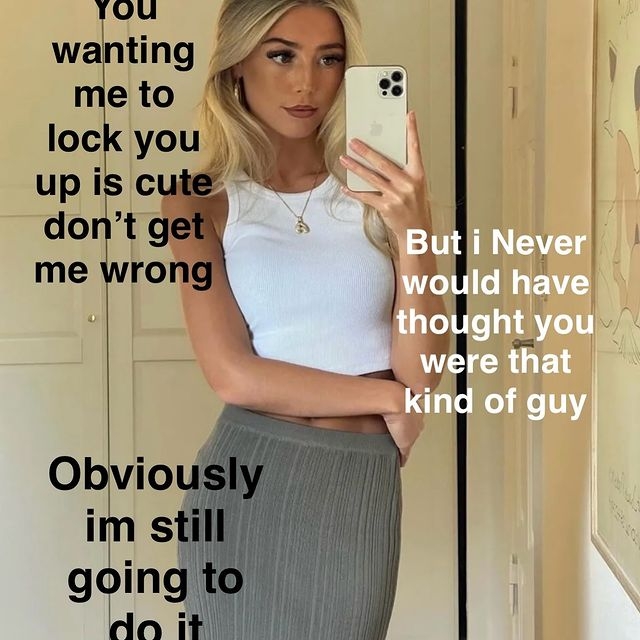 You
wanting
me to
lock you
up is cute
don’t get
me wrong
But i Never
would have
thought you
were that
kind of guy
Obviously
im still
going to
do it